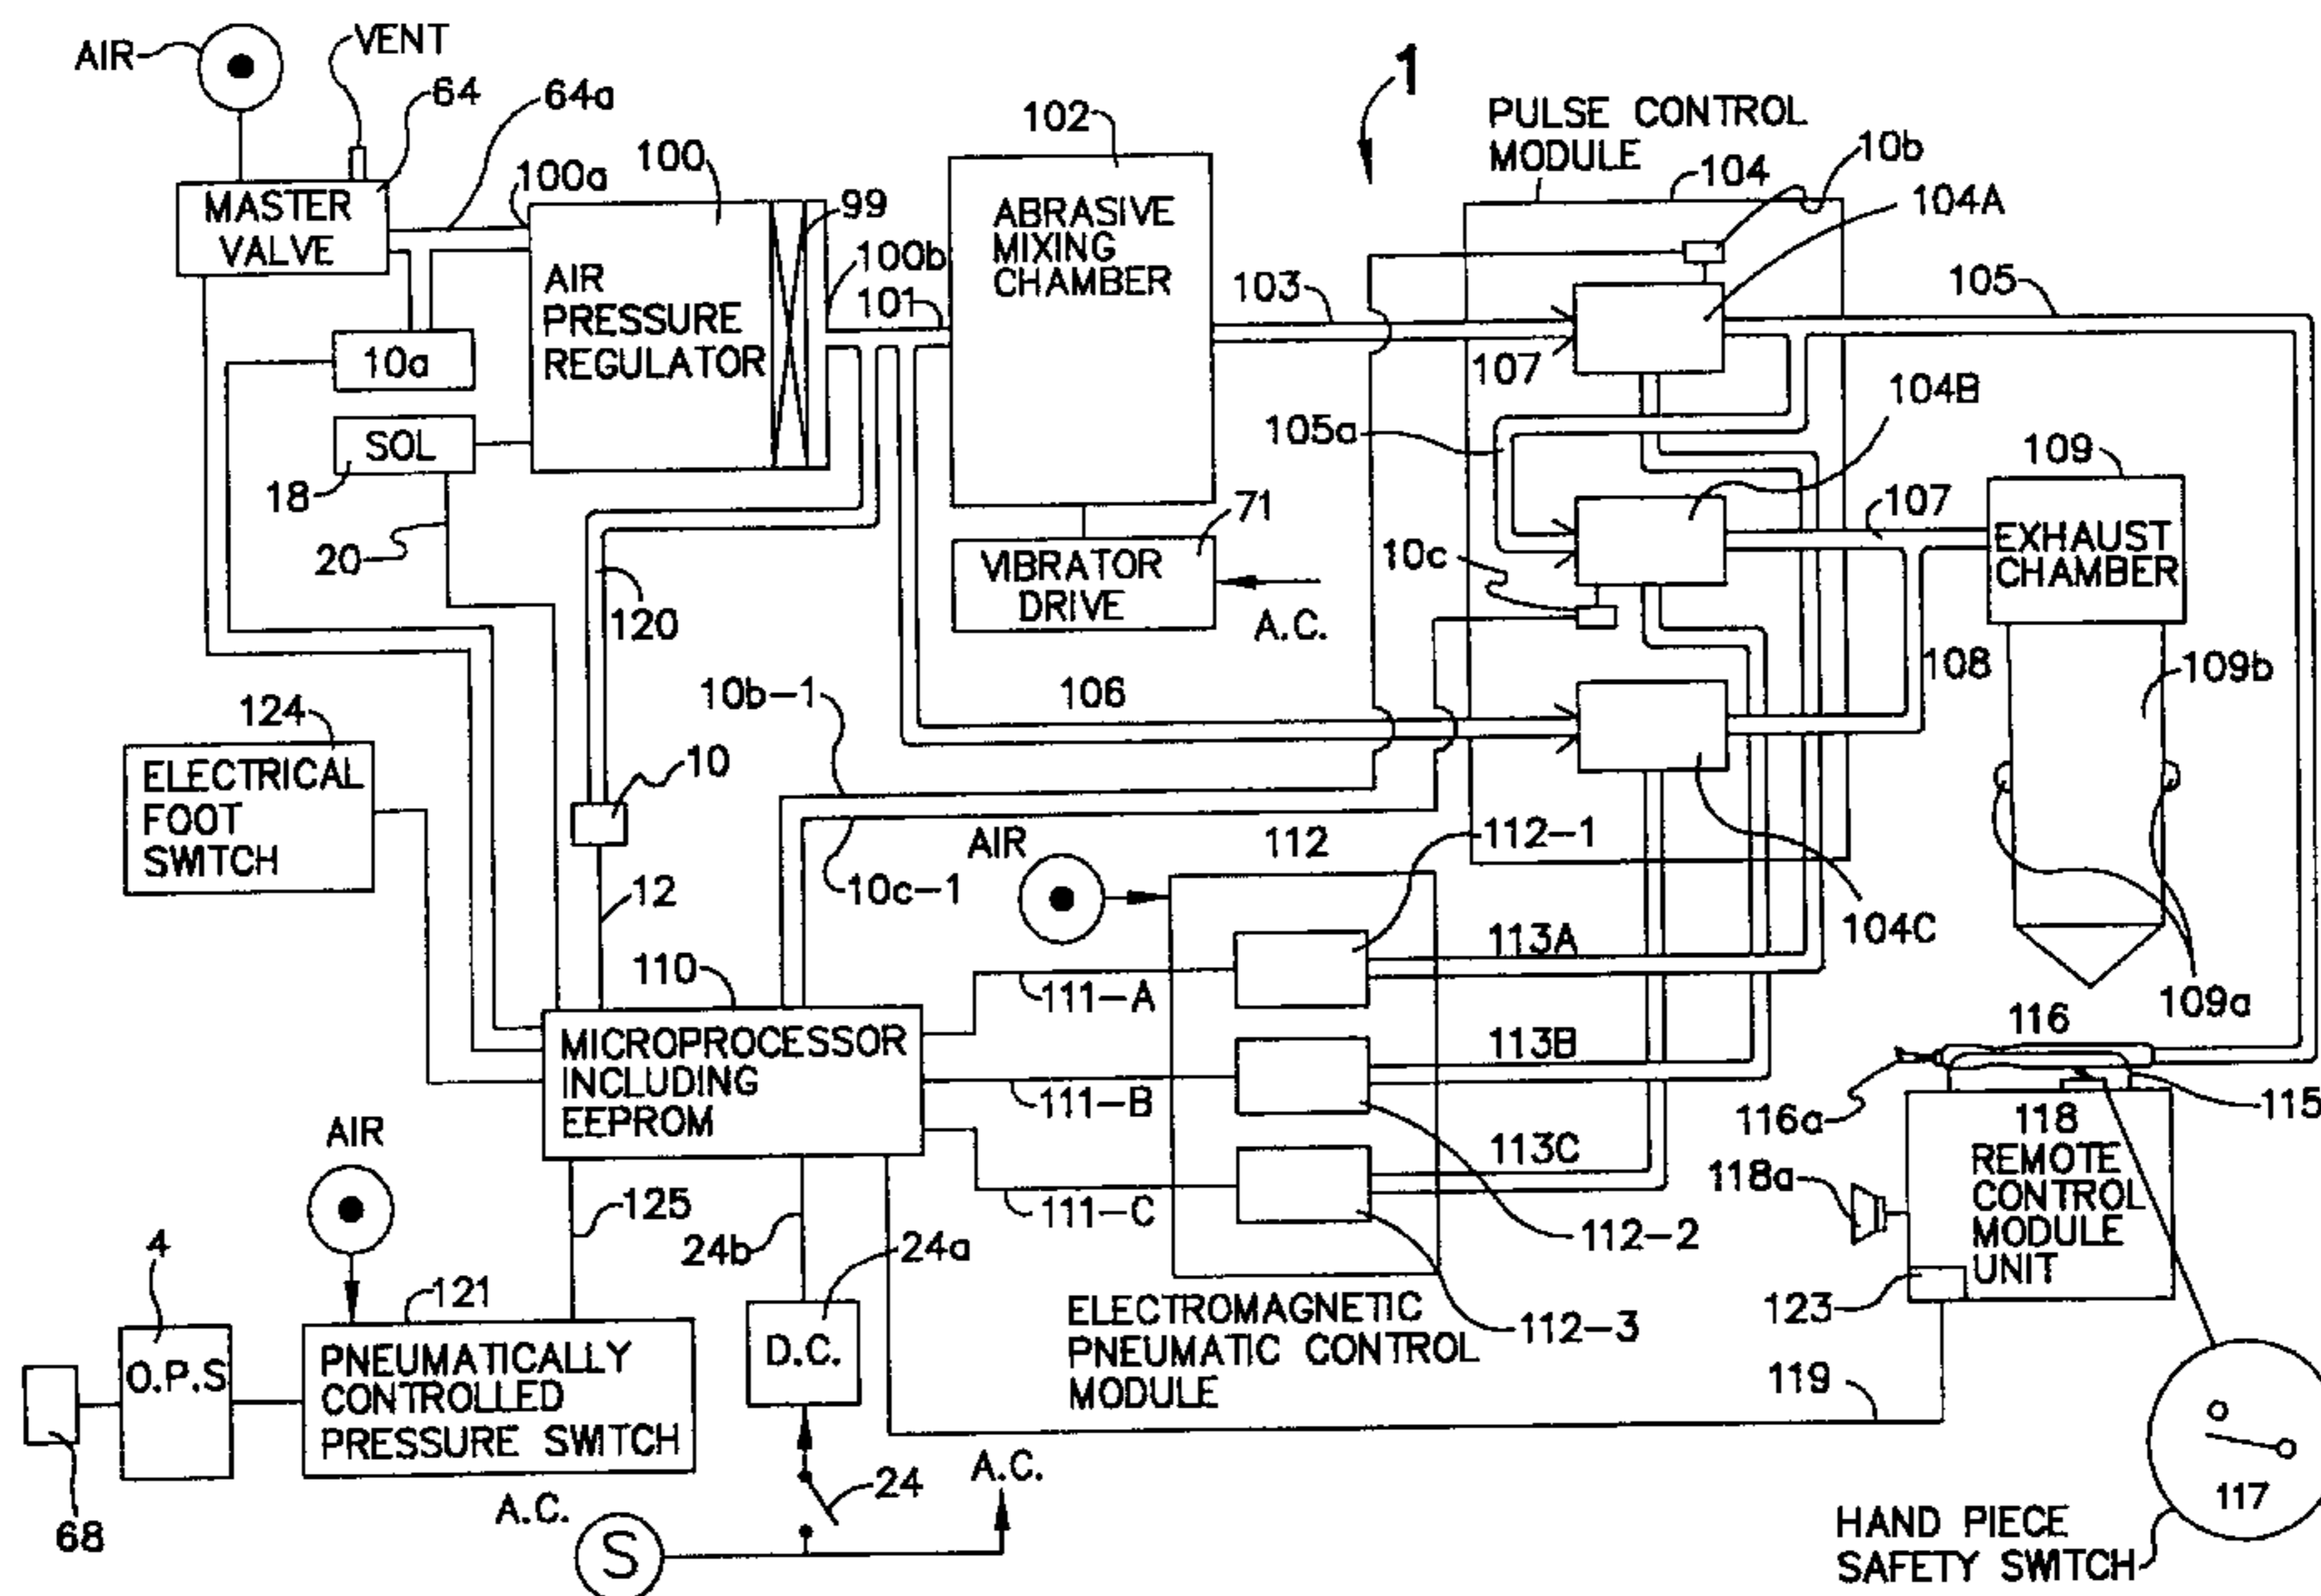 AIR
VENT
64
64a
MASTER
VALVE
100a
100
99
100b
101
AIR
PRESSURE
REGULATOR
10a
SOL
18
20
102
ABRASIVE
MIXING
CHAMBER
71
VIBRATOR
DRIVE
A.C.
1
PULSE CONTROL
MODULE
104
10b
104A
103
107
105
105a
104B
10c
107
109
EXHAUST
CHAMBER
108
109b
109a
120
106
10b-1
10c-1
124
ELECTRICAL
FOOT
SWITCH
10
12
AIR
112
112-1
104C
110
MICROPROCESSOR
INCLUDING
EEPROM
111-A
111-B
111-C
113A
113B
113C
112-2
112-3
ELECTROMAGNETIC
PNEUMATIC CONTROL
MODULE
116
116a
115
118
REMOTE
CONTROL
MODULE
UNIT
118a
123
119
AIR
125
24b
24a
D.C.
4
O.P.S
121
PNEUMATICALLY
CONTROLLED
PRESSURE SWITCH
68
A.C.
S
24
A.C.
117
HAND PIECE
SAFETY SWITCH